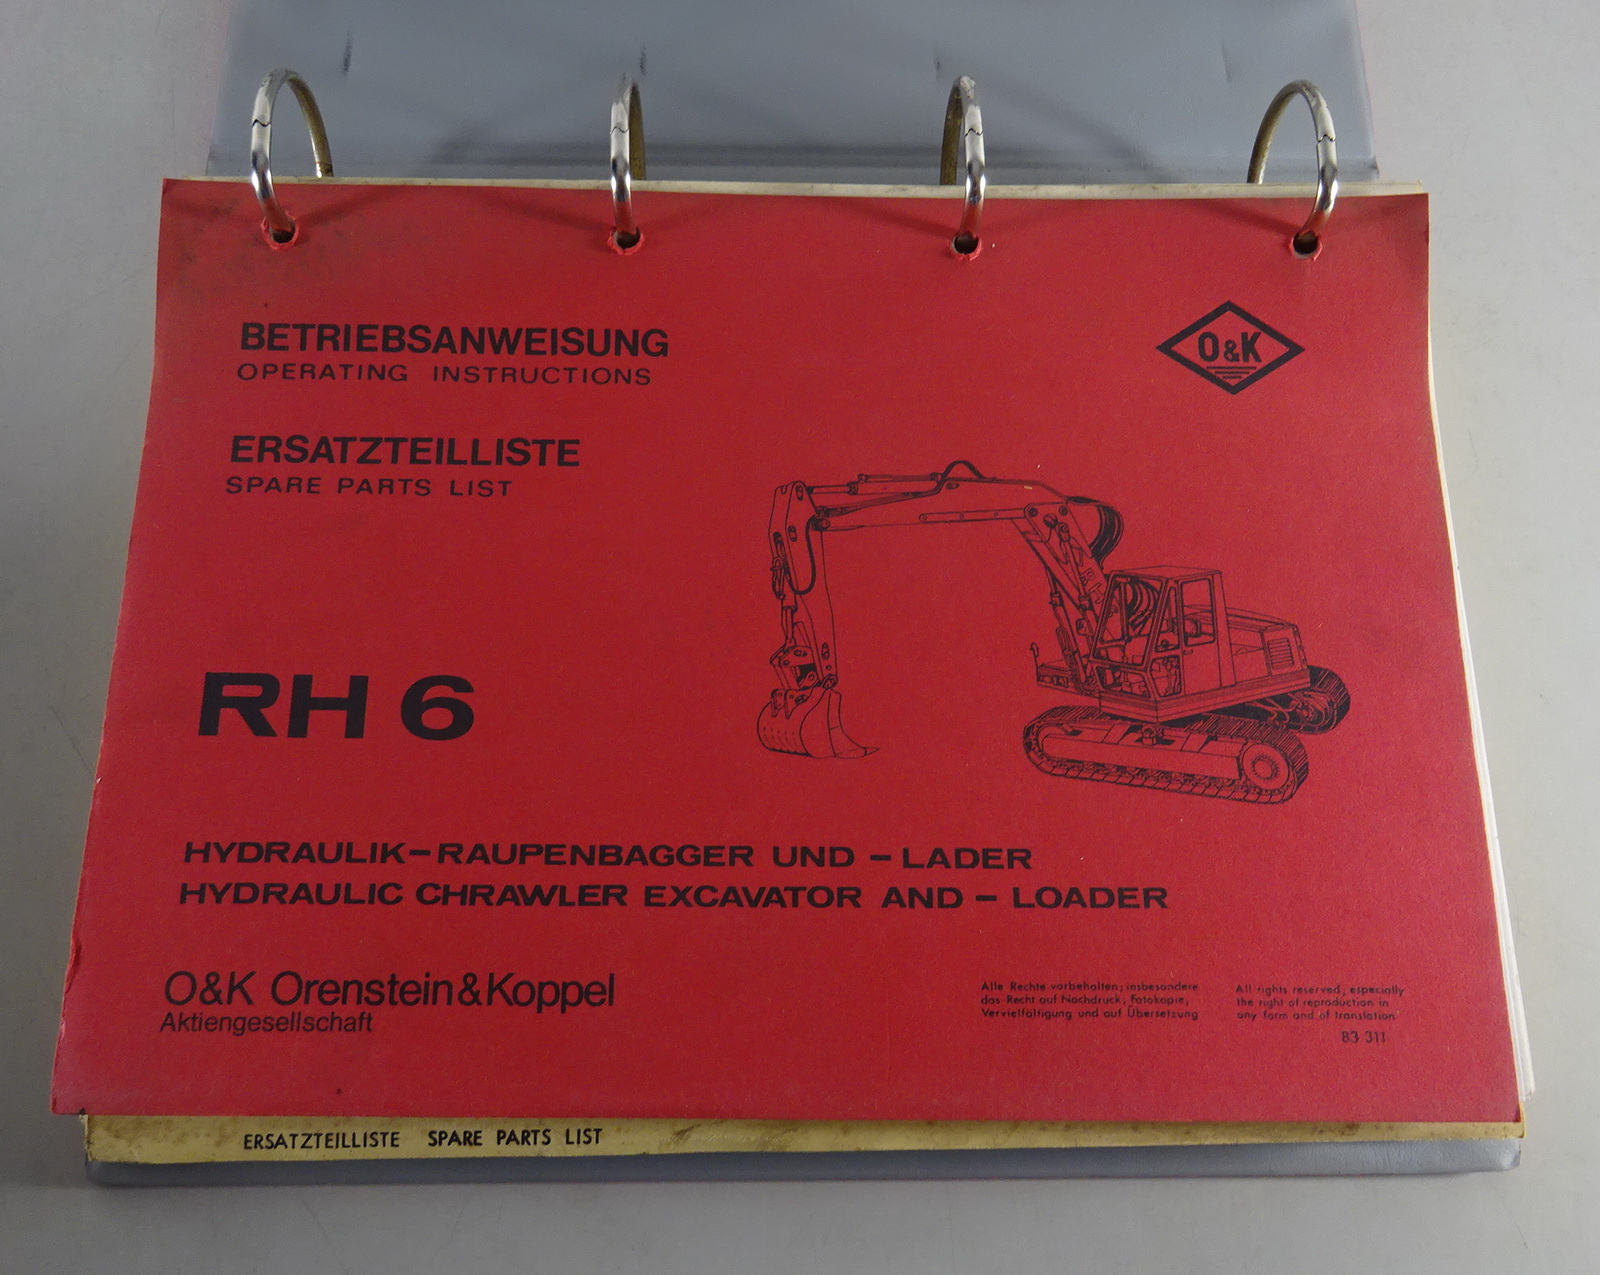 BETRIEBSANWEISUNG
OPERATING INSTRUCTIONS
O&K
ERSATZTEILLISTE
SPARE PARTS LIST
RH 6
HYDRAULIK-RAUPENBAGGER UND - LADER
HYDRAULIC CHRAWLER EXCAVATOR AND - LOADER
O&K Orenstein&Koppel
Aktiengesellschaft
Alle Rechte vorbehalten; insbesondere
das Recht auf Nachdruck, Fotokopie,
Vervielfältigung und auf Übersetzung
All rights reserved, especially
the right of reproduction in
any form and of translation
83 311
ERSATZTEILLISTE SPARE PARTS LIST